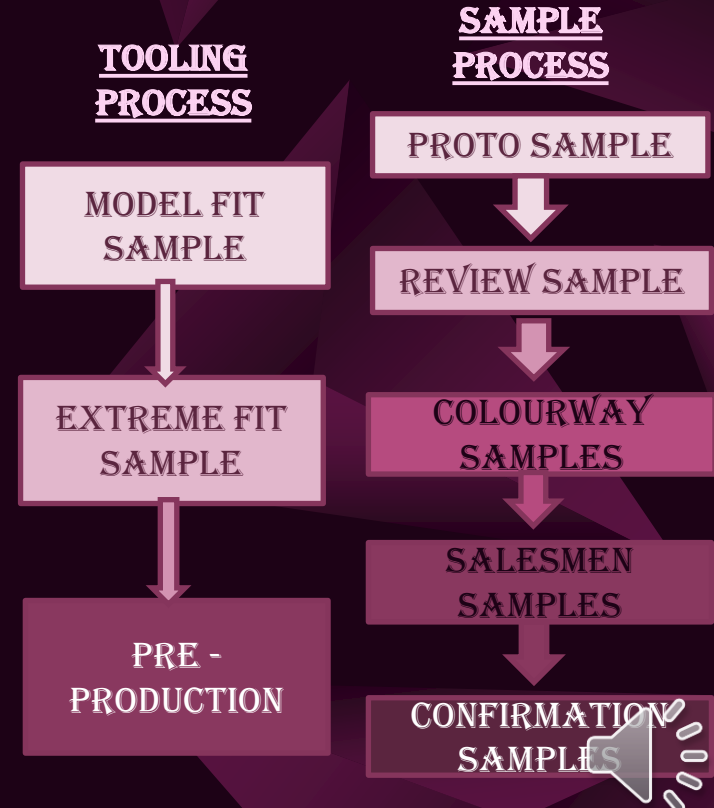 TOOLING
PROCESS
MODEL FIT
SAMPLE
EXTREME FIT
SAMPLE
PRE -
PRODUCTION
SAMPLE
PROCESS
PROTO SAMPLE
REVIEW SAMPLE
COLOURWAY
SAMPLES
SALESMEN
SAMPLES
CONFIRMATION
SAMPLES